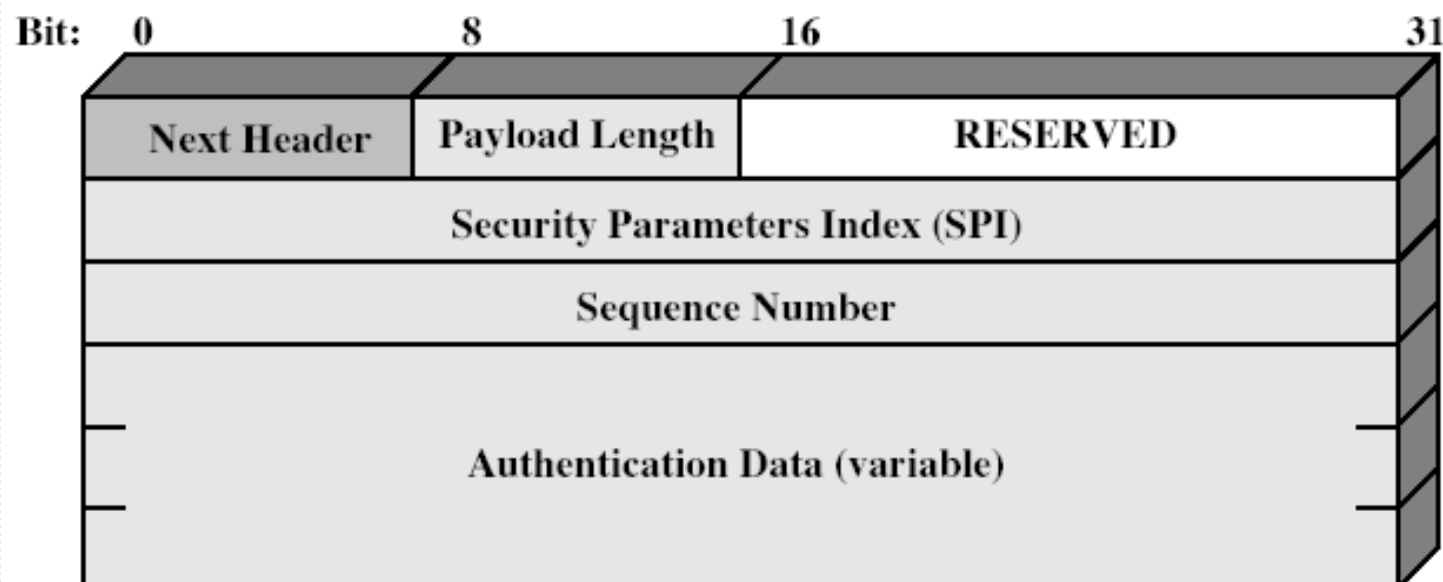 Bit: 0 8 16 31
Next Header Payload Length RESERVED
Security Parameters Index (SPI)
Sequence Number
Authentication Data (variable)